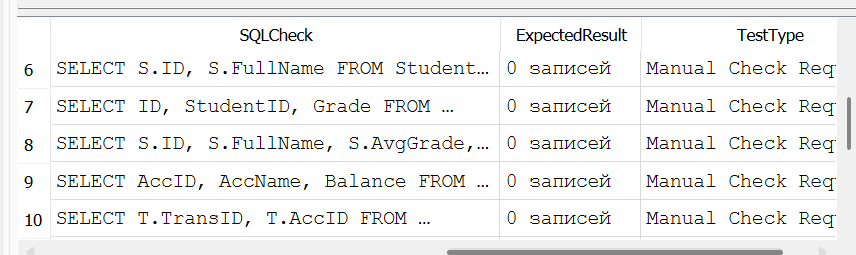 SQLCheck ExpectedResult TestType
6 SELECT S.ID, S.FullName FROM Student… 0 записей Manual Check Req
7 SELECT ID, StudentID, Grade FROM … 0 записей Manual Check Req
8 SELECT S.ID, S.FullName, S.AvgGrade,… 0 записей Manual Check Req
9 SELECT AccID, AccName, Balance FROM … 0 записей Manual Check Req
10 SELECT T.TransID, T.AccID FROM … 0 записей Manual Check Req